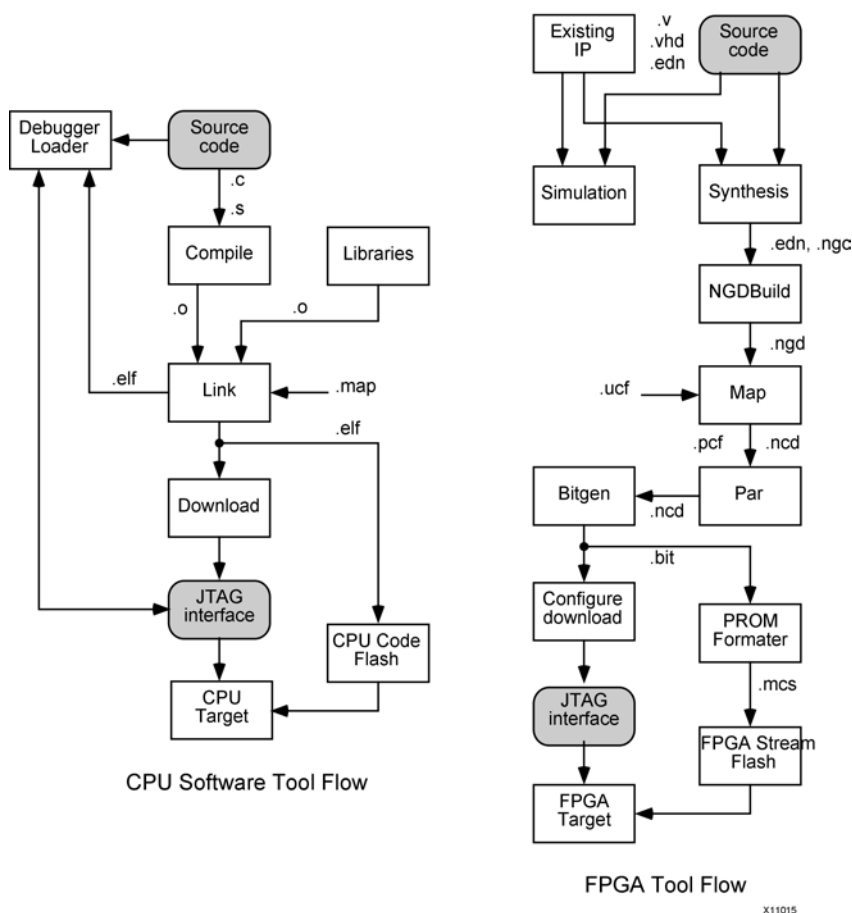 Debugger
Loader
Source
code
.c
.s
Compile
Libraries
.o
.o
.elf
Link
.map
.elf
Download
JTAG
interface
CPU Code
Flash
CPU
Target
CPU Software Tool Flow
Existing
IP
.v
.vhd
.edn
Source
code
Simulation
Synthesis
.edn, .ngc
NGDBuild
.ngd
.ucf
Map
.pcf
.ncd
Bitgen
.ncd
Par
.bit
Configure
download
PROM
Formater
.mcs
JTAG
interface
FPGA Stream
Flash
FPGA
Target
FPGA Tool Flow
X11015